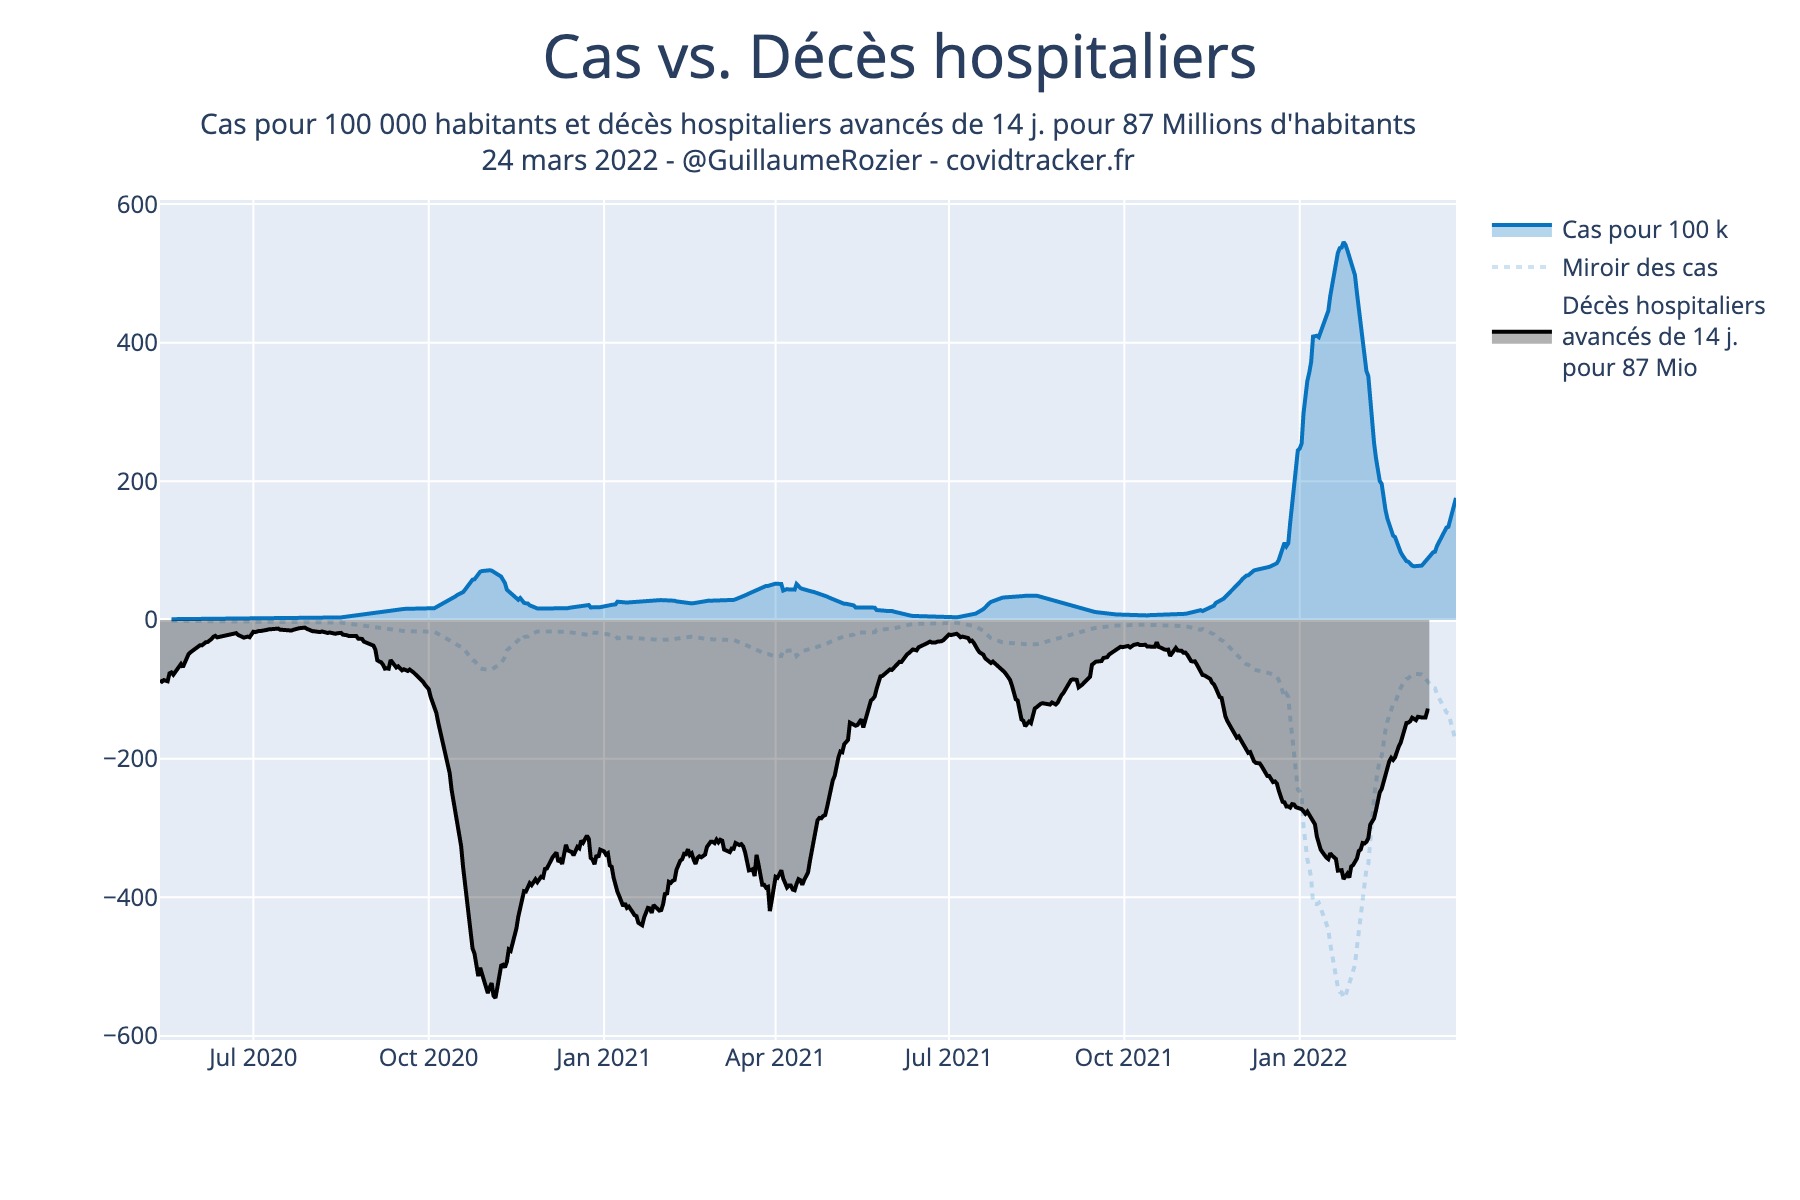 Cas vs. Décès hospitaliers
Cas pour 100 000 habitants et décès hospitaliers avancés de 14 j. pour 87 Millions d'habitants
24 mars 2022 - @GuillaumeRozier - covidtracker.fr
600
400
200
0
−200
−400
−600
Jul 2020
Oct 2020
Jan 2021
Apr 2021
Jul 2021
Oct 2021
Jan 2022
Cas pour 100 k
Miroir des cas
Décès hospitaliers
avancés de 14 j.
pour 87 Mio